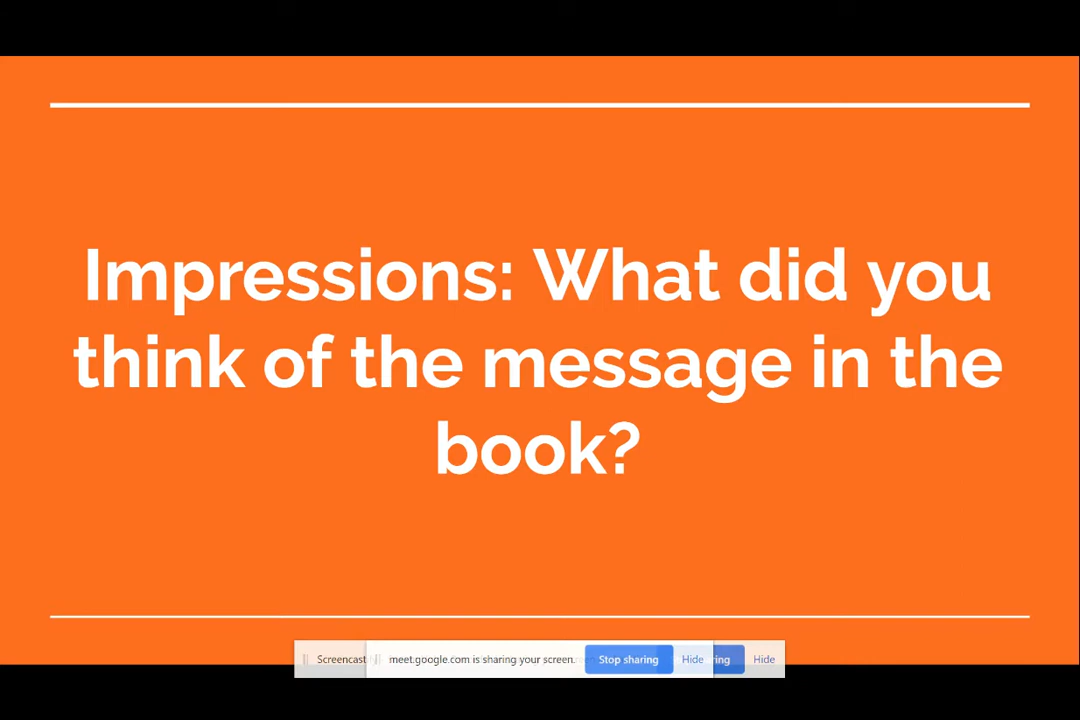 Impressions: What did you
think of the message in the
book?
Screencast meet.google.com is sharing your screen. Stop sharing Hide ring Hide